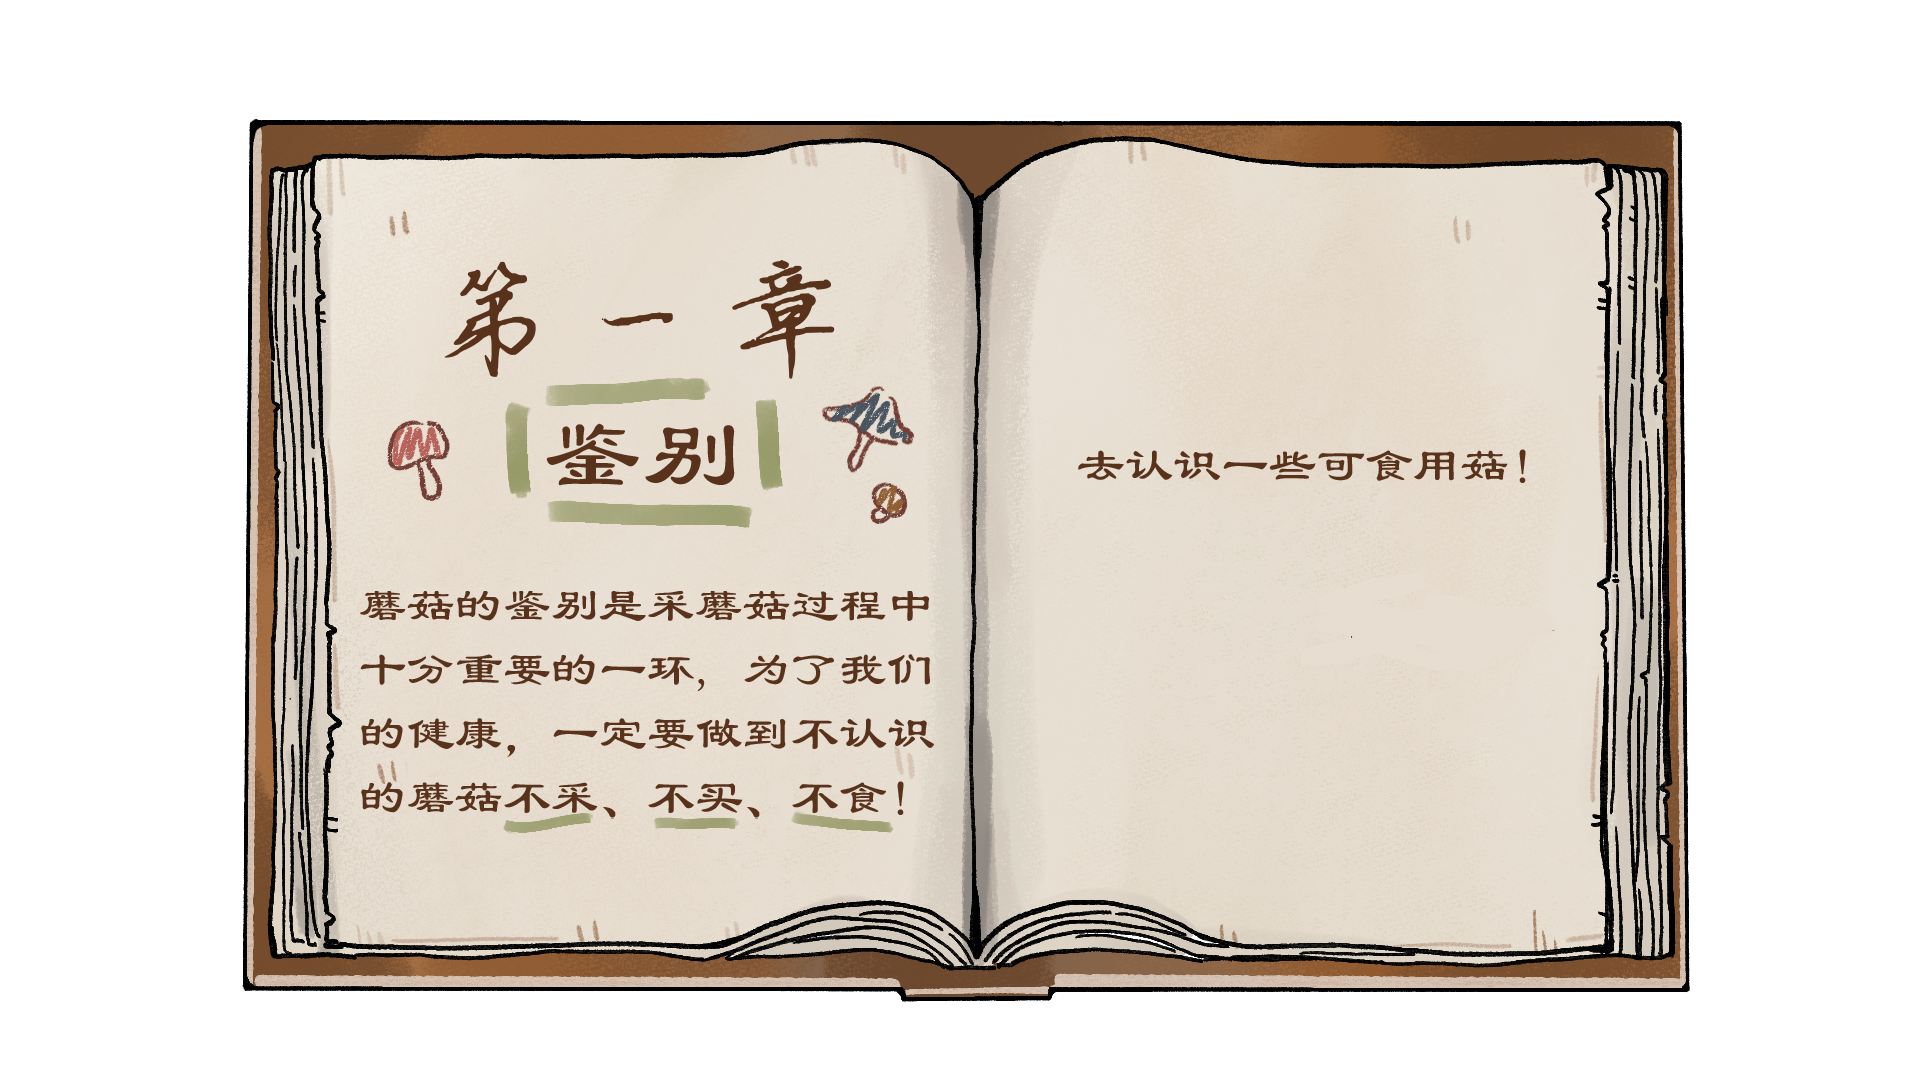 第一章
鉴别
蘑菇的鉴别是采蘑菇过程中
十分重要的一环，为了我们
的健康，一定要做到不认识
的蘑菇不采、不买、不食！
去认识一些可食用菇！